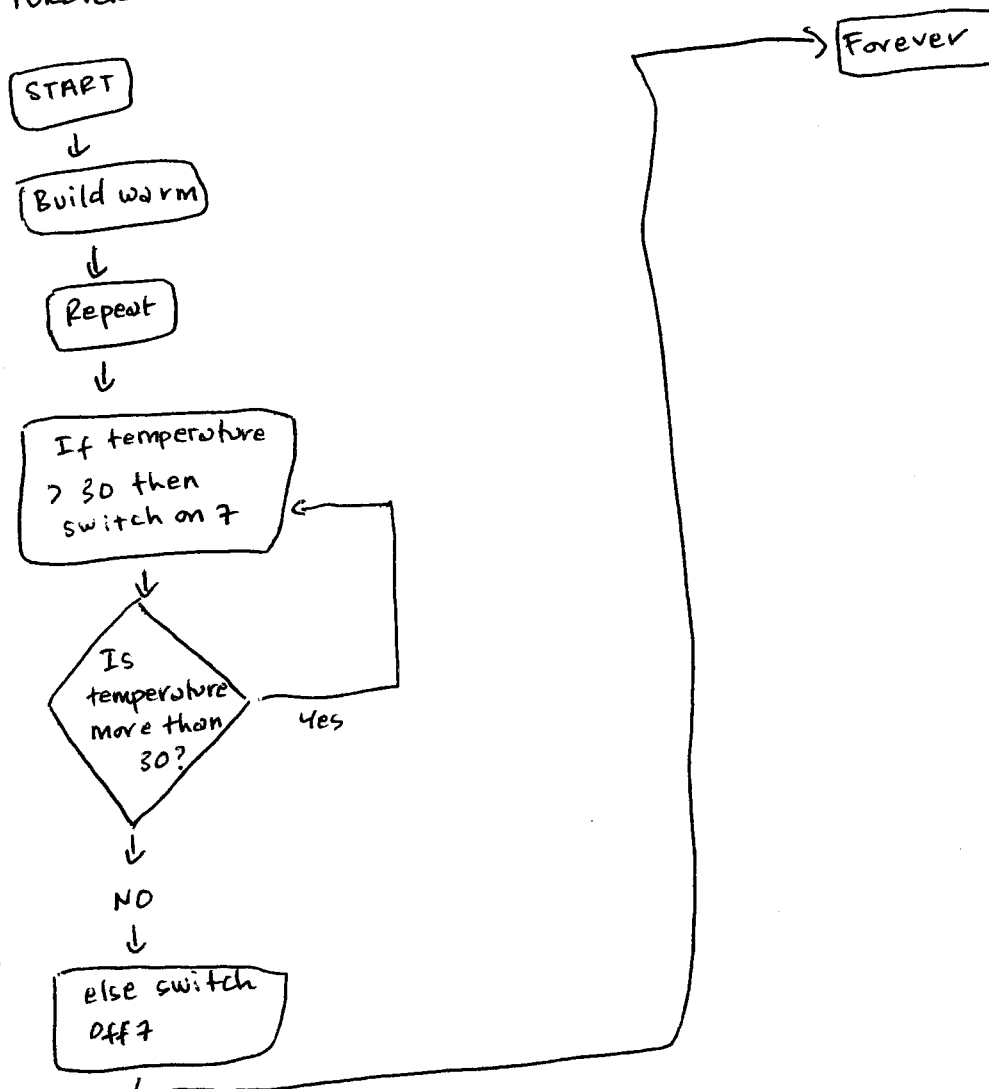 START
Build warm
Repeat
If temperature
> 30 then
switch on 7
Is
temperature
more than
30?
Yes
NO
else switch
off 7
Forever